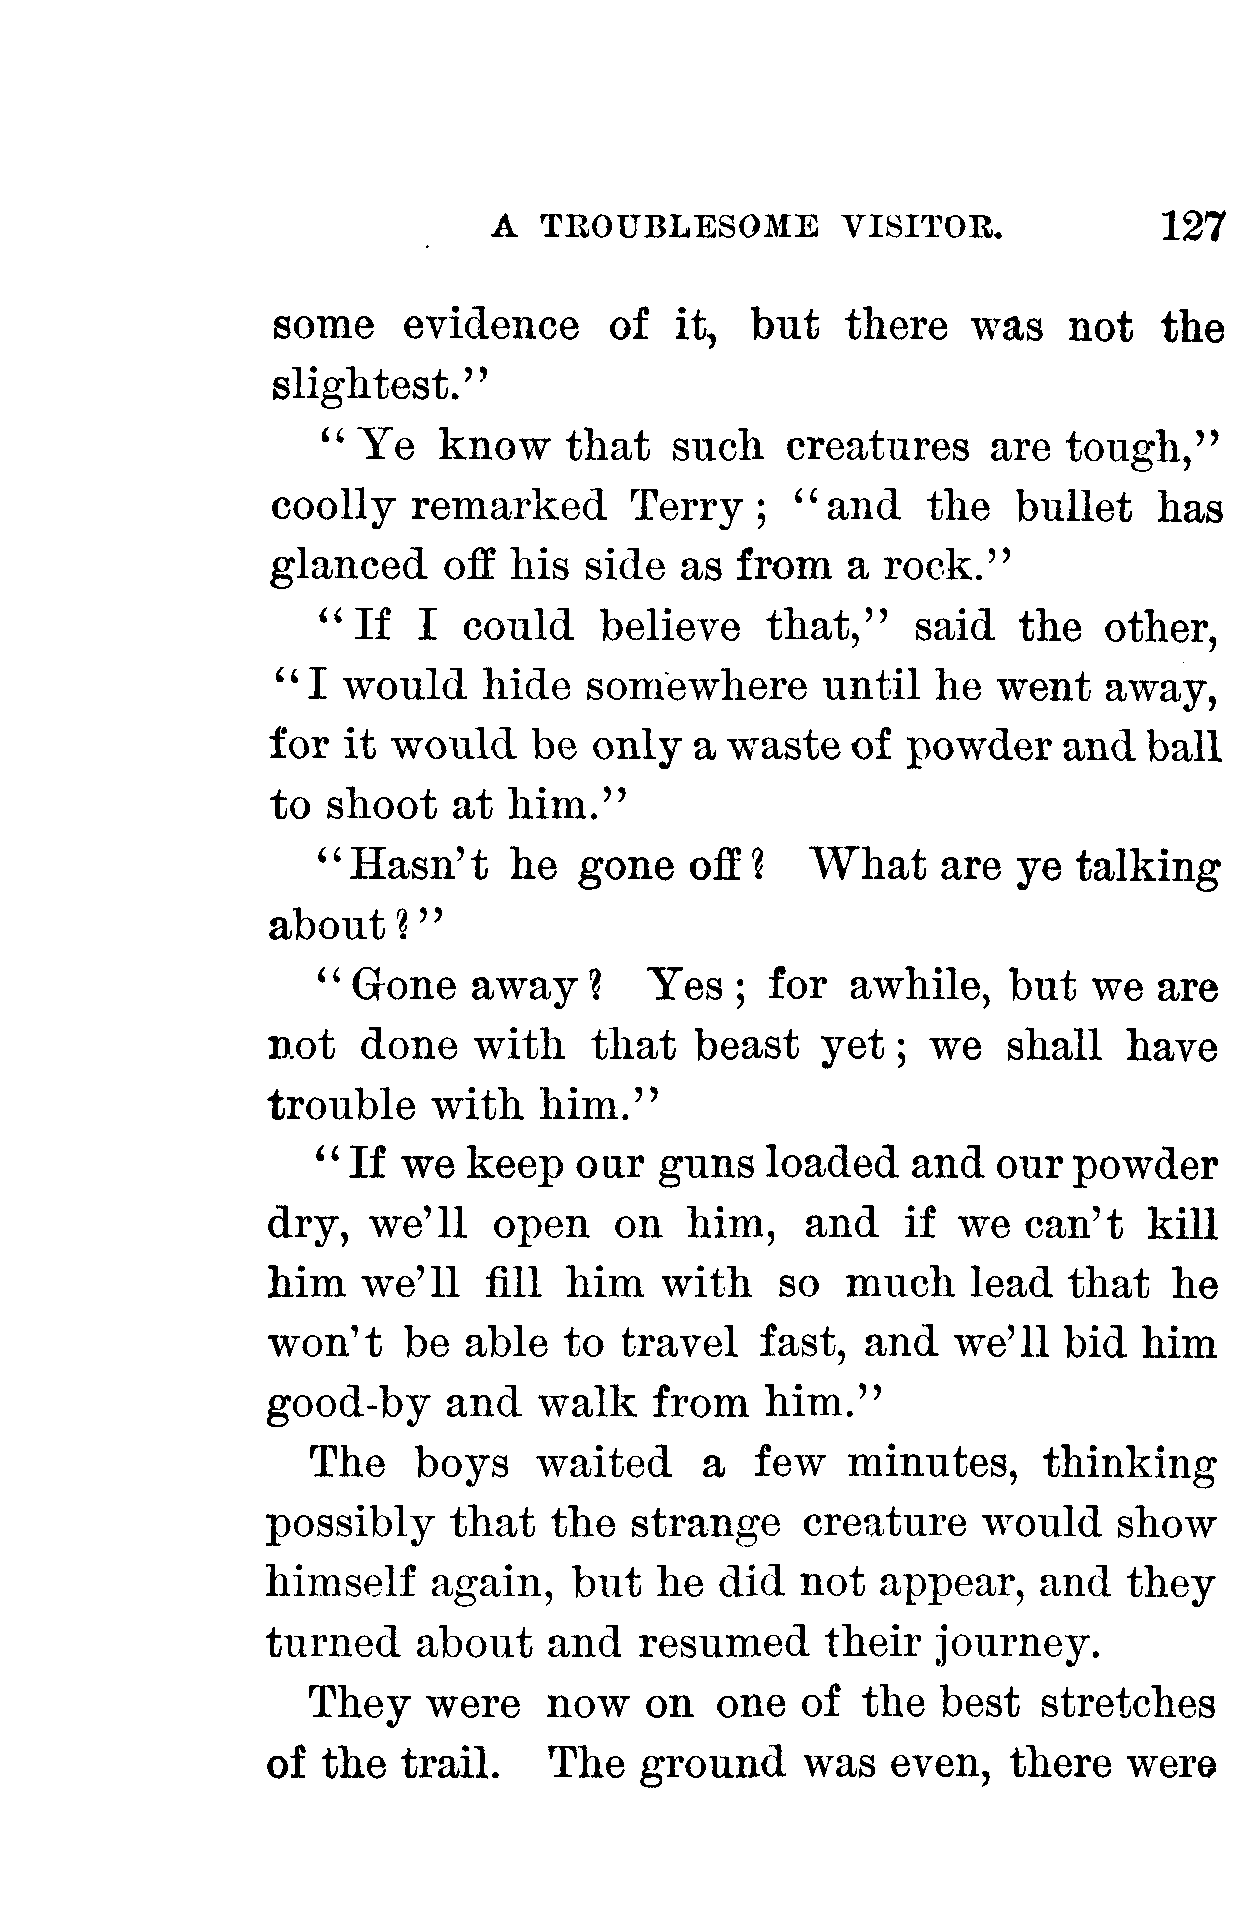 A TROUBLESOME VISITOR. 127
some evidence of it, but there was not the
slightest."
"Ye know that such creatures are tough,"
coolly remarked Terry; "and the bullet has
glanced off his side as from a rock."
"If I could believe that," said the other,
"I would hide somewhere until he went away,
for it would be only a waste of powder and ball
to shoot at him."
"Hasn't he gone off? What are ye talking
about?"
"Gone away? Yes; for awhile, but we are
not done with that beast yet; we shall have
trouble with him."
"If we keep our guns loaded and our powder
dry, we'll open on him, and if we can't kill
him we'll fill him with so much lead that he
won't be able to travel fast, and we'll bid him
good-by and walk from him."
The boys waited a few minutes, thinking
possibly that the strange creature would show
himself again, but he did not appear, and they
turned about and resumed their journey.
They were now on one of the best stretches
of the trail. The ground was even, there were